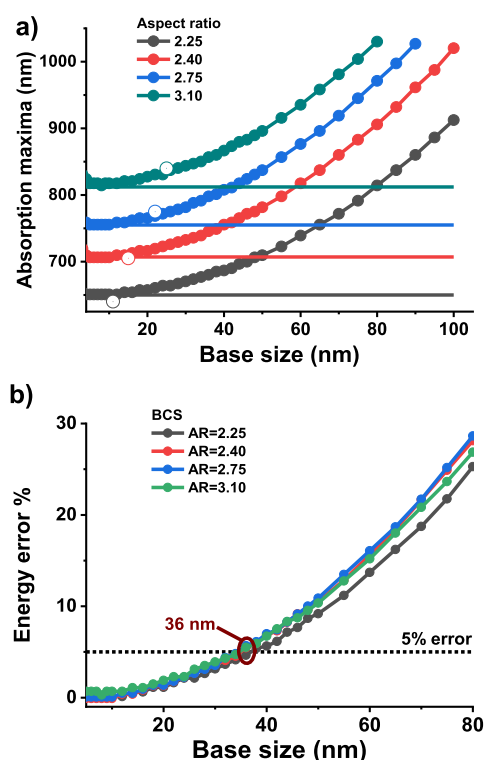 a)
Aspect ratio
2.25
2.40
2.75
3.10
Absorption maxima (nm)
1000
900
800
700
20 40 60 80 100
Base size (nm)
b)
BCS
AR=2.25
AR=2.40
AR=2.75
AR=3.10
Energy error %
30
20
10
0
36 nm
5% error
20 40 60 80
Base size (nm)